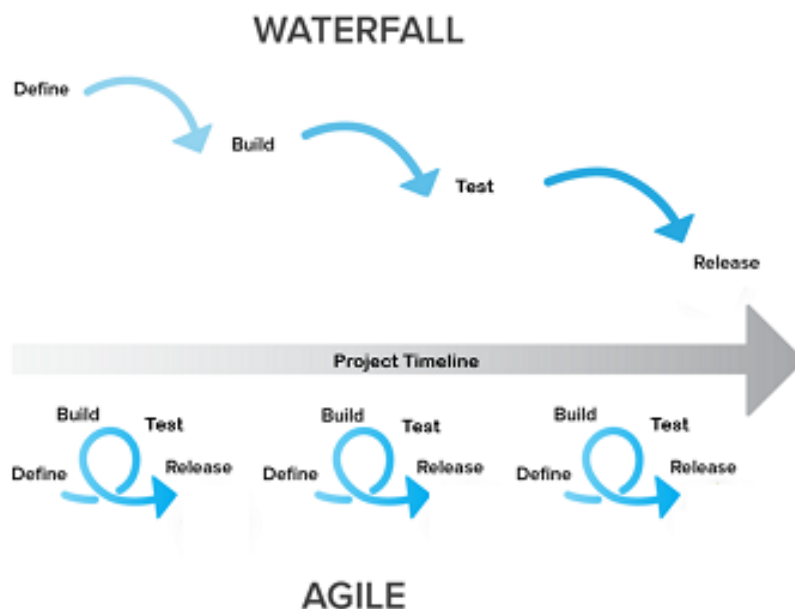 WATERFALL
Define
Build
Test
Release
Project Timeline
Build
Test
Define
Release
Build
Test
Define
Release
Build
Test
Define
Release
AGILE